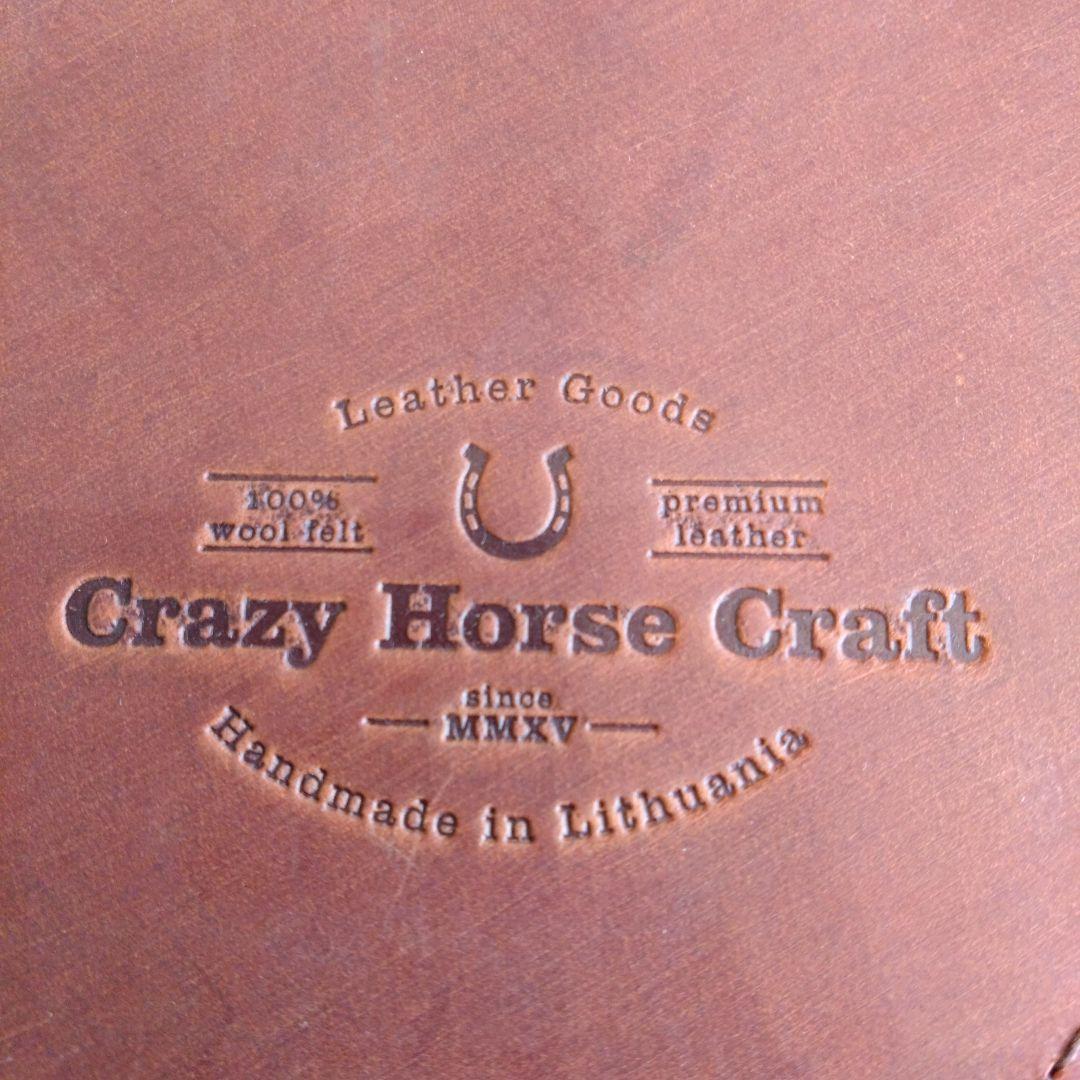 Leather Goods
100%
wool felt
premium
leather
Crazy Horse Craft
since
MMXV
Handmade in Lithuania